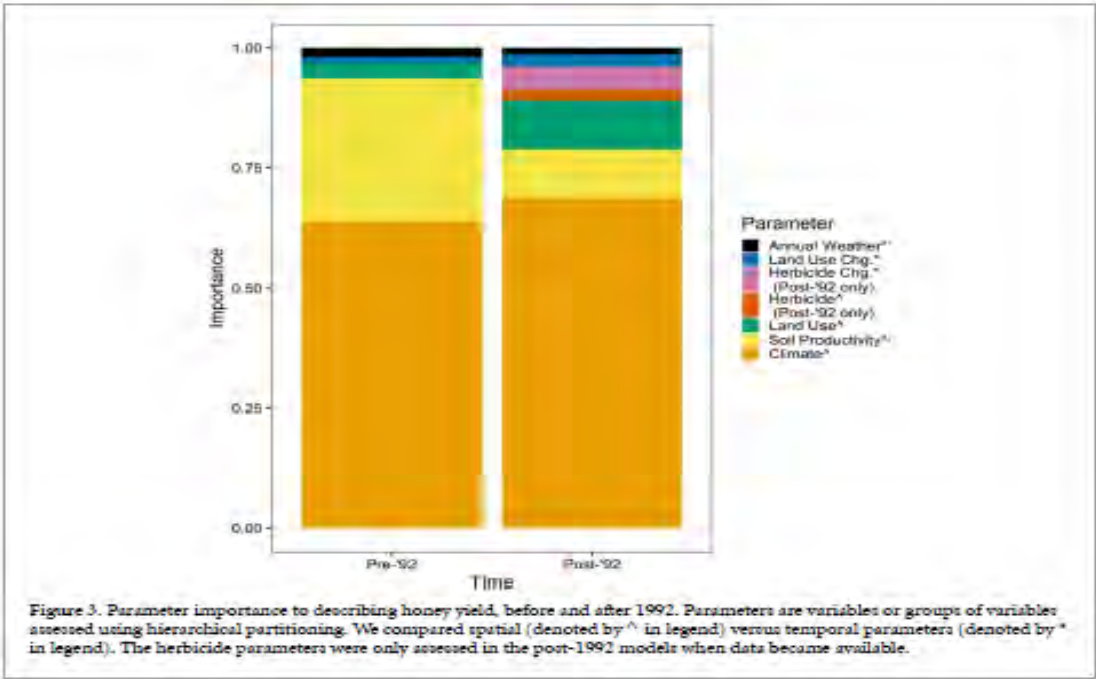 1.00
0.75
0.50
0.25
0.00
Importance
Pre-'92
Post-'92
Time
Parameter
Annual Weather*
Land Use Chg.*
Herbicide Chg.*
(Post-'92 only)
Herbicide^
(Post-'92 only)
Land Use^
Soil Productivity^
Climate^
Figure 3. Parameter importance to describing honey yield, before and after 1992. Parameters are variables or groups of variables
assessed using hierarchical partitioning. We compared spatial (denoted by ^ in legend) versus temporal parameters (denoted by *
in legend). The herbicide parameters were only assessed in the post-1992 models when data became available.